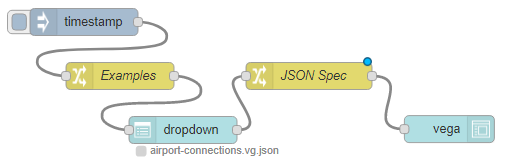 timestamp
Examples
JSON Spec
dropdown
vega
airport-connections.vg.json